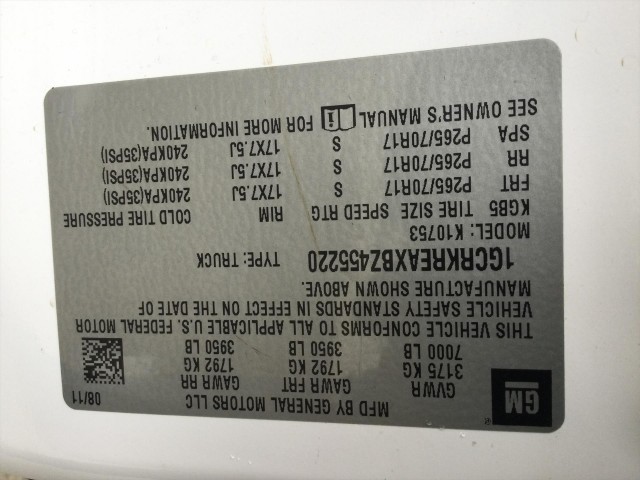 MFD BY GENERAL MOTORS LLC 08/11
GM
GVWR GAWR FRT GAWR RR
3175 KG 1792 KG 1792 KG
7000 LB 3950 LB 3950 LB
THIS VEHICLE CONFORMS TO ALL APPLICABLE U.S. FEDERAL MOTOR
VEHICLE SAFETY STANDARDS IN EFFECT ON THE DATE OF
MANUFACTURE SHOWN ABOVE.
1GCRKREAXBZ455220 TYPE: TRUCK
MODEL: K10753
KGB5 TIRE SIZE SPEED RTG RIM COLD TIRE PRESSURE
FRT P265/70R17 S 17X7.5J 240KPA(35PSI)
RR P265/70R17 S 17X7.5J 240KPA(35PSI)
SPA P265/70R17 S 17X7.5J 240KPA(35PSI)
SEE OWNER'S MANUAL FOR MORE INFORMATION.